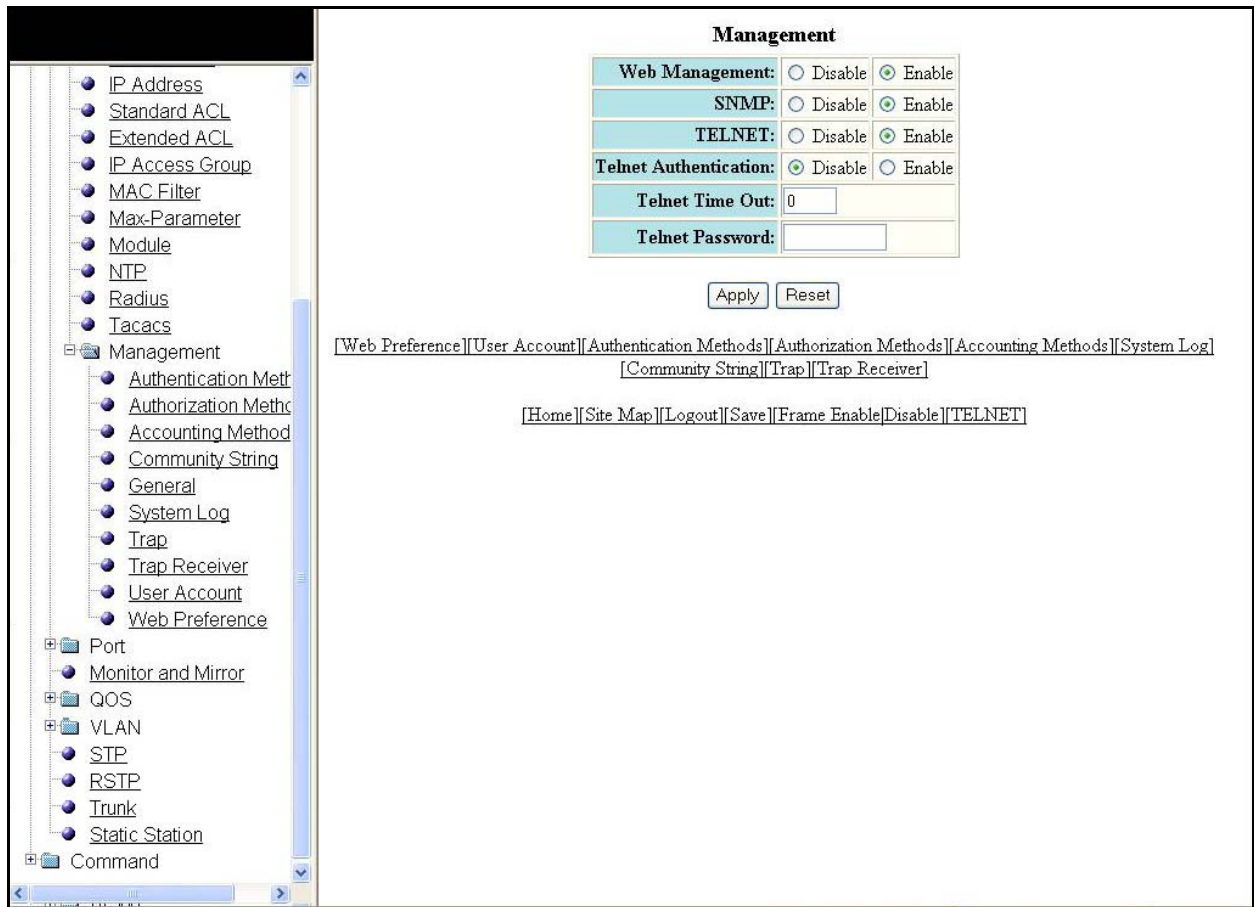 IP Address
Standard ACL
Extended ACL
IP Access Group
MAC Filter
Max-Parameter
Module
NTP
Radius
Tacacs
Management
Authentication Meth
Authorization Metho
Accounting Method
Community String
General
System Log
Trap
Trap Receiver
User Account
Web Preference
Port
Monitor and Mirror
QOS
VLAN
STP
RSTP
Trunk
Static Station
Command
Management
Web Management: Disable Enable
SNMP: Disable Enable
TELNET: Disable Enable
Telnet Authentication: Disable Enable
Telnet Time Out: 0
Telnet Password:
Apply Reset
[Web Preference][User Account][Authentication Methods][Authorization Methods][Accounting Methods][System Log]
[Community String][Trap][Trap Receiver]
[Home][Site Map][Logout][Save][Frame Enable|Disable][TELNET]